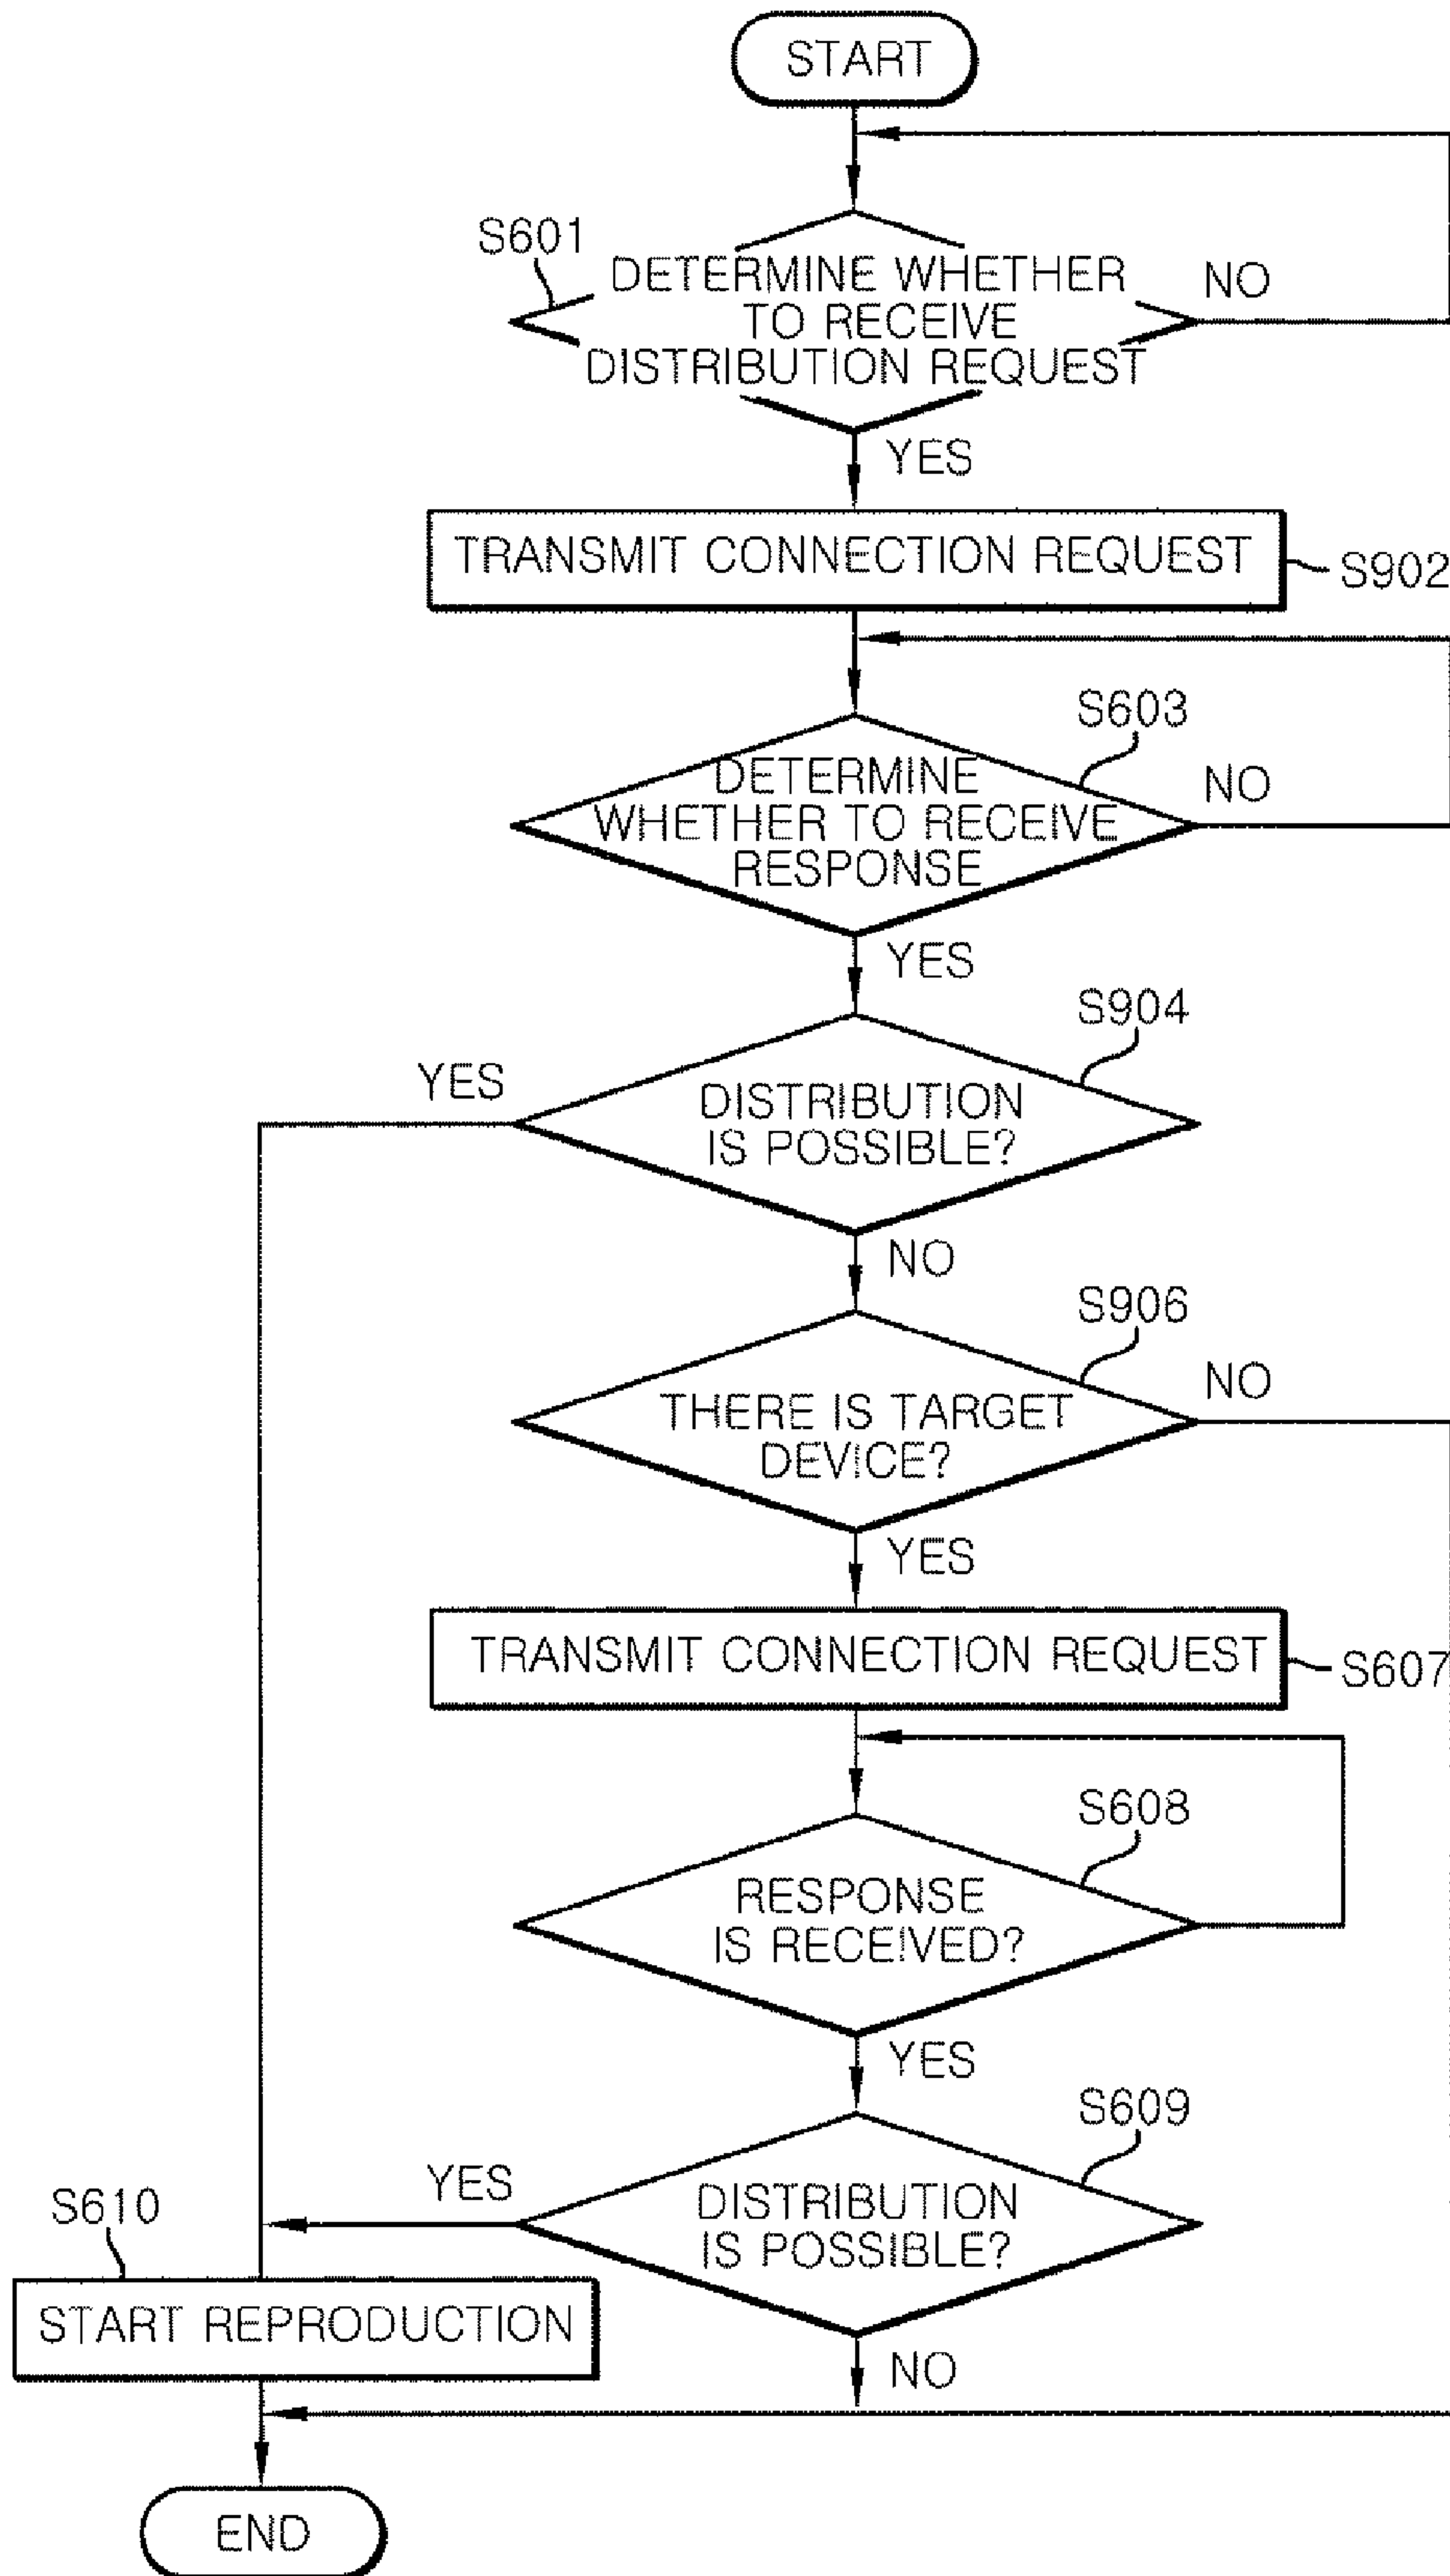 START
S601
DETERMINE WHETHER
TO RECEIVE
DISTRIBUTION REQUEST
NO
YES
TRANSMIT CONNECTION REQUEST
S902
S603
DETERMINE
WHETHER TO RECEIVE
RESPONSE
NO
YES
S904
YES
DISTRIBUTION
IS POSSIBLE?
NO
S906
NO
THERE IS TARGET
DEVICE?
YES
TRANSMIT CONNECTION REQUEST
S607
S608
RESPONSE
IS RECEIVED?
YES
S609
YES
DISTRIBUTION
IS POSSIBLE?
S610
START REPRODUCTION
NO
END